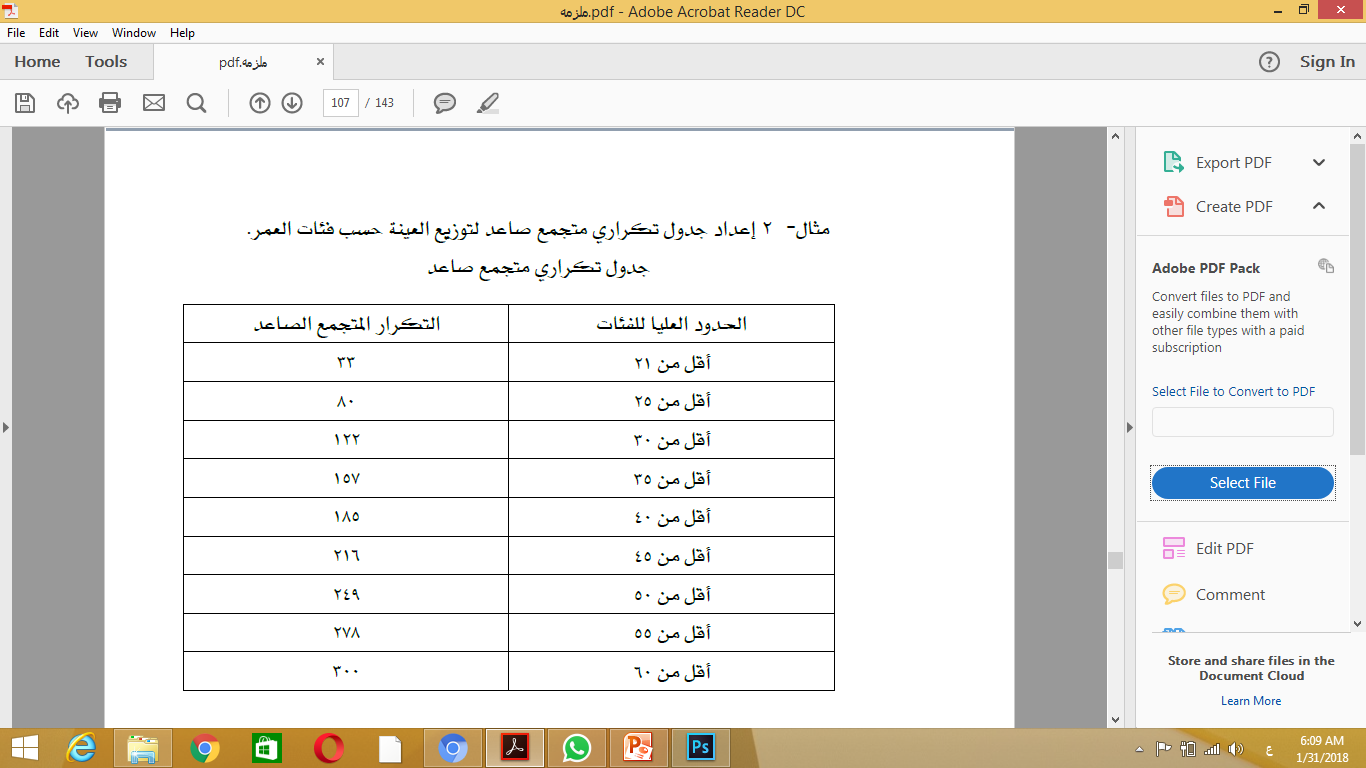 ملزمه.pdf - Adobe Acrobat Reader DC
File Edit View Window Help
Home Tools ملزمه.pdf × ? Sign In
107 / 143
مثال- ٢ إعداد جدول تكراري متجمع صاعد لتوزيع العينة حسب فئات العمر.
جدول تكراري متجمع صاعد
الحدود العليا للفئات التكرار المتجمع الصاعد
أقل من ٢١ ٣٣
أقل من ٢٥ ٨٠
أقل من ٣٠ ١٢٢
أقل من ٣٥ ١٥٧
أقل من ٤٠ ١٨٥
أقل من ٤٥ ٢١٦
أقل من ٥٠ ٢٤٩
أقل من ٥٥ ٢٧٨
أقل من ٦٠ ٣٠٠
Export PDF
Create PDF
Adobe PDF Pack
Convert files to PDF and
easily combine them with
other file types with a paid
subscription
Select File to Convert to PDF
Select File
Edit PDF
Comment
Store and share files in the
Document Cloud
Learn More
ع
6:09 AM
1/31/2018